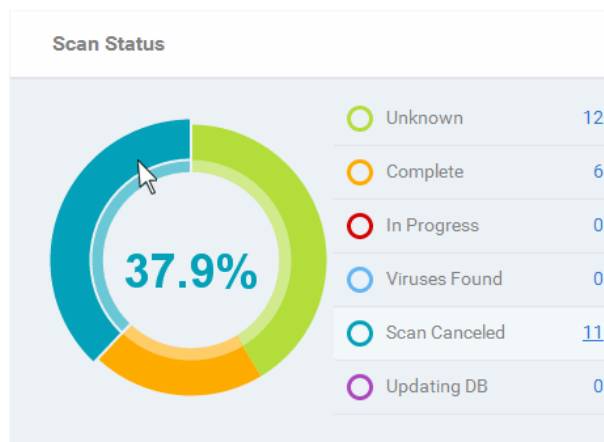 Scan Status
Unknown 12
Complete 6
In Progress 0
37.9%
Viruses Found 0
Scan Canceled 11
Updating DB 0